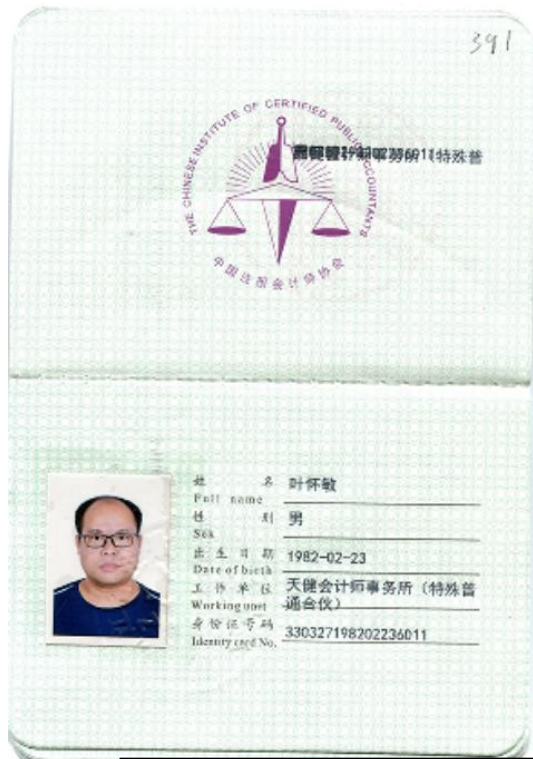 391
THE CHINESE INSTITUTE OF CERTIFIED PUBLIC ACCOUNTANTS
中国注册会计师协会
姓 名 叶怀敏
Full name
性 别 男
Sex
出 生 日 期 1982-02-23
Date of birth
工 作 单 位 天健会计师事务所（特殊普
Working unit 通合伙）
身份证号码 330327198202236011
Identity card No.